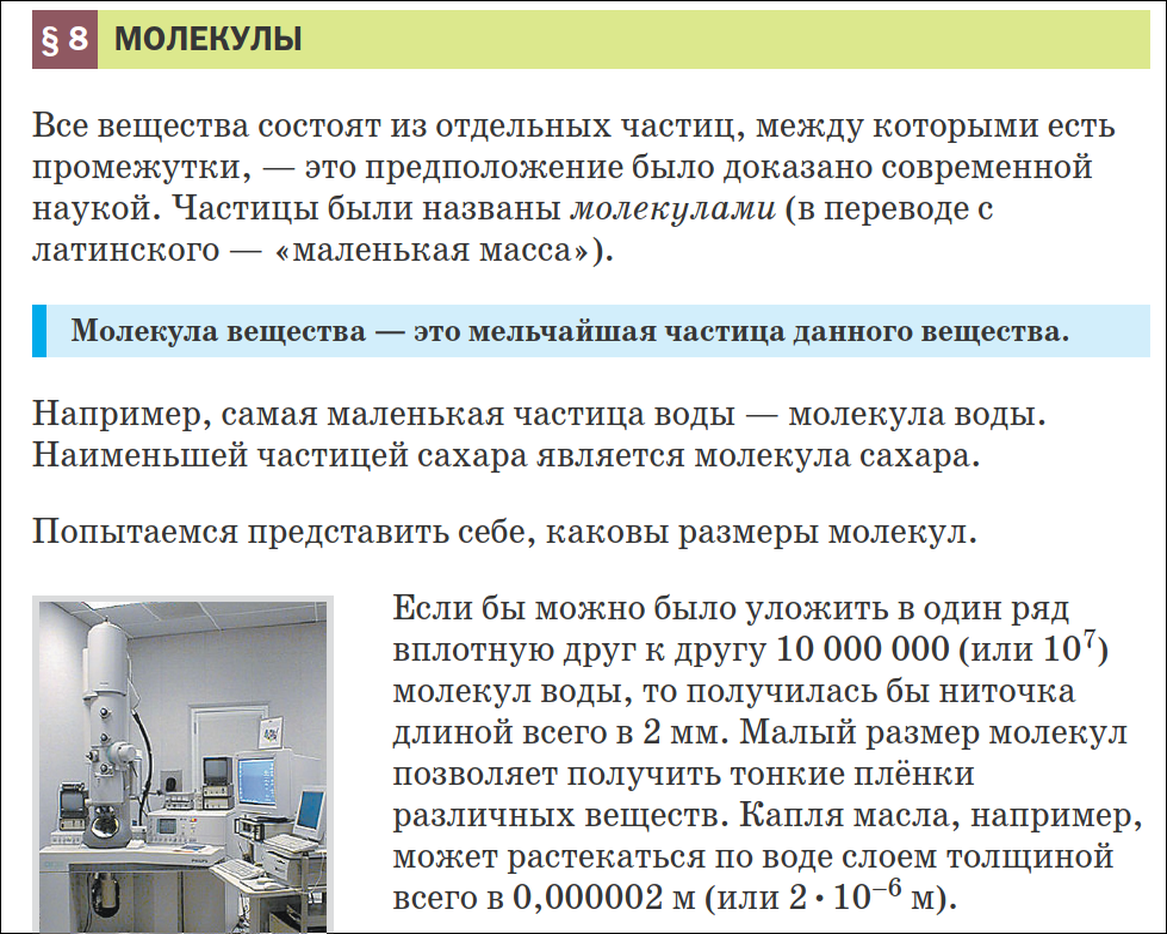 § 8 МОЛЕКУЛЫ
Все вещества состоят из отдельных частиц, между которыми есть
промежутки, — это предположение было доказано современной
наукой. Частицы были названы молекулами (в переводе с
латинского — «маленькая масса»).
Молекула вещества — это мельчайшая частица данного вещества.
Например, самая маленькая частица воды — молекула воды.
Наименьшей частицей сахара является молекула сахара.
Попытаемся представить себе, каковы размеры молекул.
Если бы можно было уложить в один ряд
вплотную друг к другу 10 000 000 (или 10⁷)
молекул воды, то получилась бы ниточка
длиной всего в 2 мм. Малый размер молекул
позволяет получить тонкие плёнки
различных веществ. Капля масла, например,
может растекаться по воде слоем толщиной
всего в 0,000002 м (или 2 · 10⁻⁶ м).
PHILIPS